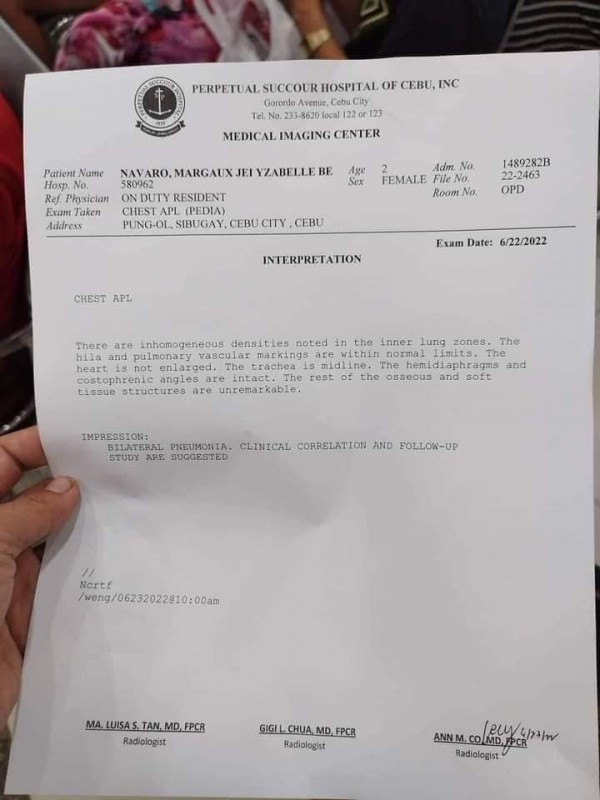 PERPETUAL SUCCOUR HOSPITAL OF CEBU, INC
Gorordo Avenue, Cebu City
Tel. No. 233-8620 local 122 or 123
MEDICAL IMAGING CENTER
Patient Name NAVARO, MARGAUX JEI YZABELLE BE Age 2 Adm. No. 1489282B
Hosp. No. 580962 Sex FEMALE File No. 22-2463
Ref. Physician ON DUTY RESIDENT Room No. OPD
Exam Taken CHEST APL (PEDIA)
Address PUNG-OL, SIBUGAY, CEBU CITY , CEBU
Exam Date: 6/22/2022
INTERPRETATION
CHEST APL
There are inhomogeneous densities noted in the inner lung zones. The
hila and pulmonary vascular markings are within normal limits. The
heart is not enlarged. The trachea is midline. The hemidiaphragms and
costophrenic angles are intact. The rest of the osseous and soft
tissue structures are unremarkable.
IMPRESSION:
BILATERAL PNEUMONIA. CLINICAL CORRELATION AND FOLLOW-UP
STUDY ARE SUGGESTED
//
Ncrtf
/weng/06232022@10:00am
MA. LUISA S. TAN, MD, FPCR GIGI L. CHUA, MD, FPCR ANN M. CO, MD, FPCR
Radiologist Radiologist Radiologist